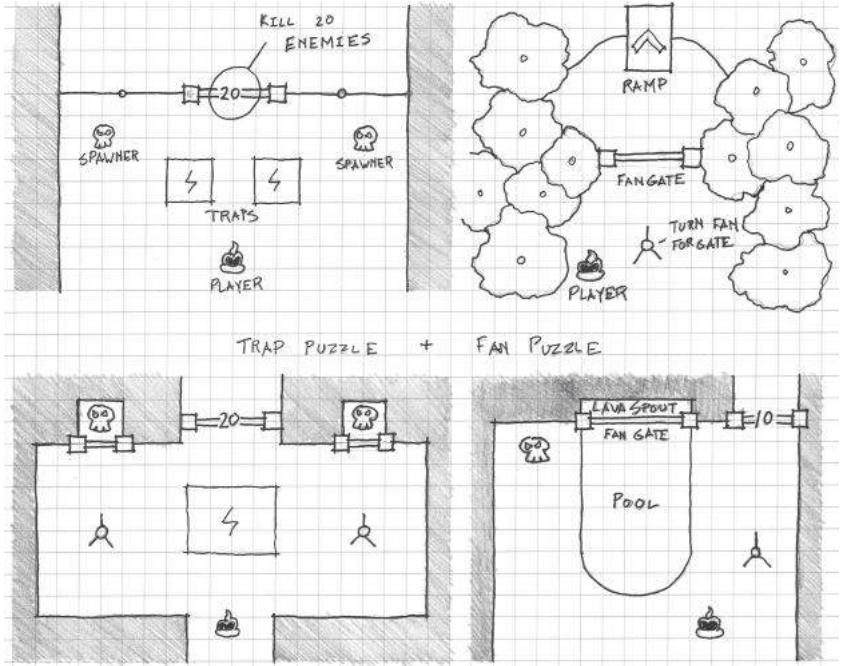 KILL 20
ENEMIES
20
SPAWNER
SPAWNER
TRAPS
PLAYER
RAMP
FAN GATE
TURN FAN
FOR GATE
PLAYER
TRAP PUZZLE + FAN PUZZLE
20
LAVA SPOUT
FAN GATE
10
POOL